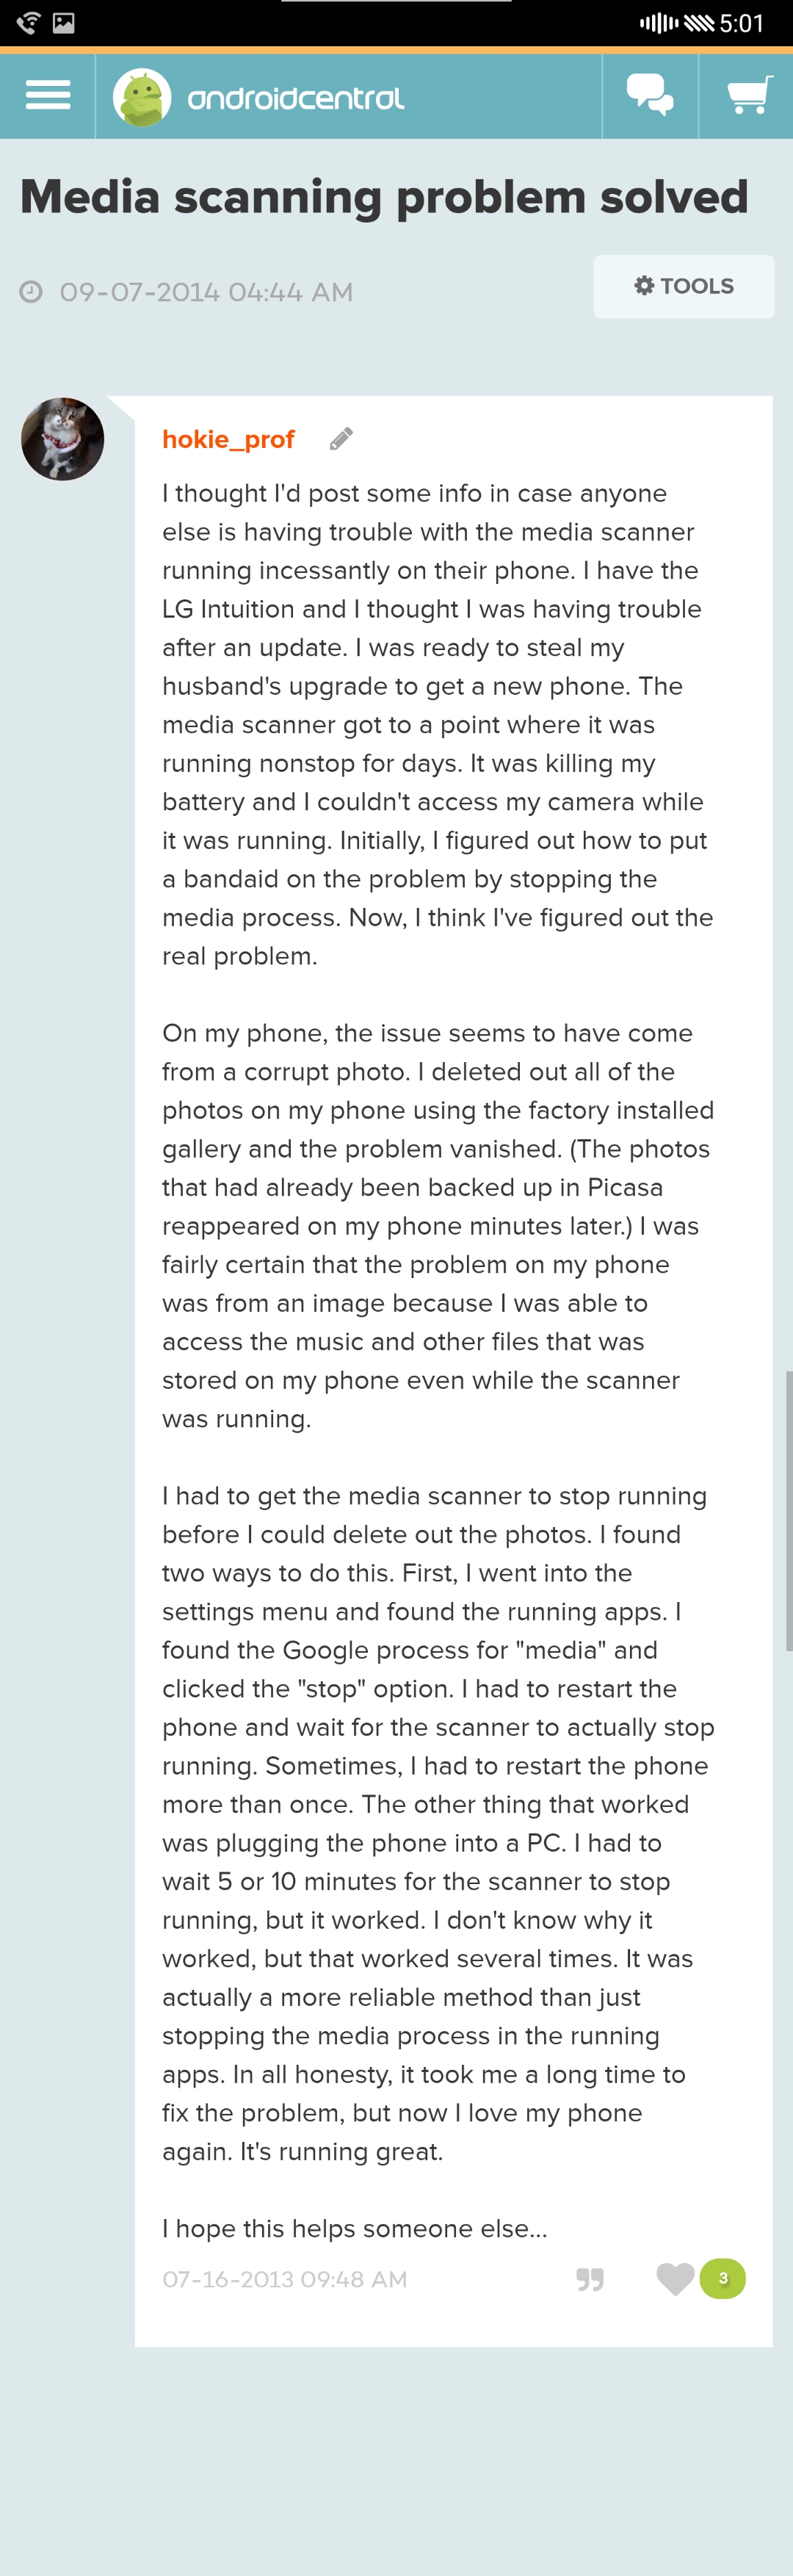 5:01
androidcentral
Media scanning problem solved
09-07-2014 04:44 AM
TOOLS
hokie_prof
I thought I'd post some info in case anyone
else is having trouble with the media scanner
running incessantly on their phone. I have the
LG Intuition and I thought I was having trouble
after an update. I was ready to steal my
husband's upgrade to get a new phone. The
media scanner got to a point where it was
running nonstop for days. It was killing my
battery and I couldn't access my camera while
it was running. Initially, I figured out how to put
a bandaid on the problem by stopping the
media process. Now, I think I've figured out the
real problem.
On my phone, the issue seems to have come
from a corrupt photo. I deleted out all of the
photos on my phone using the factory installed
gallery and the problem vanished. (The photos
that had already been backed up in Picasa
reappeared on my phone minutes later.) I was
fairly certain that the problem on my phone
was from an image because I was able to
access the music and other files that was
stored on my phone even while the scanner
was running.
I had to get the media scanner to stop running
before I could delete out the photos. I found
two ways to do this. First, I went into the
settings menu and found the running apps. I
found the Google process for "media" and
clicked the "stop" option. I had to restart the
phone and wait for the scanner to actually stop
running. Sometimes, I had to restart the phone
more than once. The other thing that worked
was plugging the phone into a PC. I had to
wait 5 or 10 minutes for the scanner to stop
running, but it worked. I don't know why it
worked, but that worked several times. It was
actually a more reliable method than just
stopping the media process in the running
apps. In all honesty, it took me a long time to
fix the problem, but now I love my phone
again. It's running great.
I hope this helps someone else...
07-16-2013 09:48 AM
3